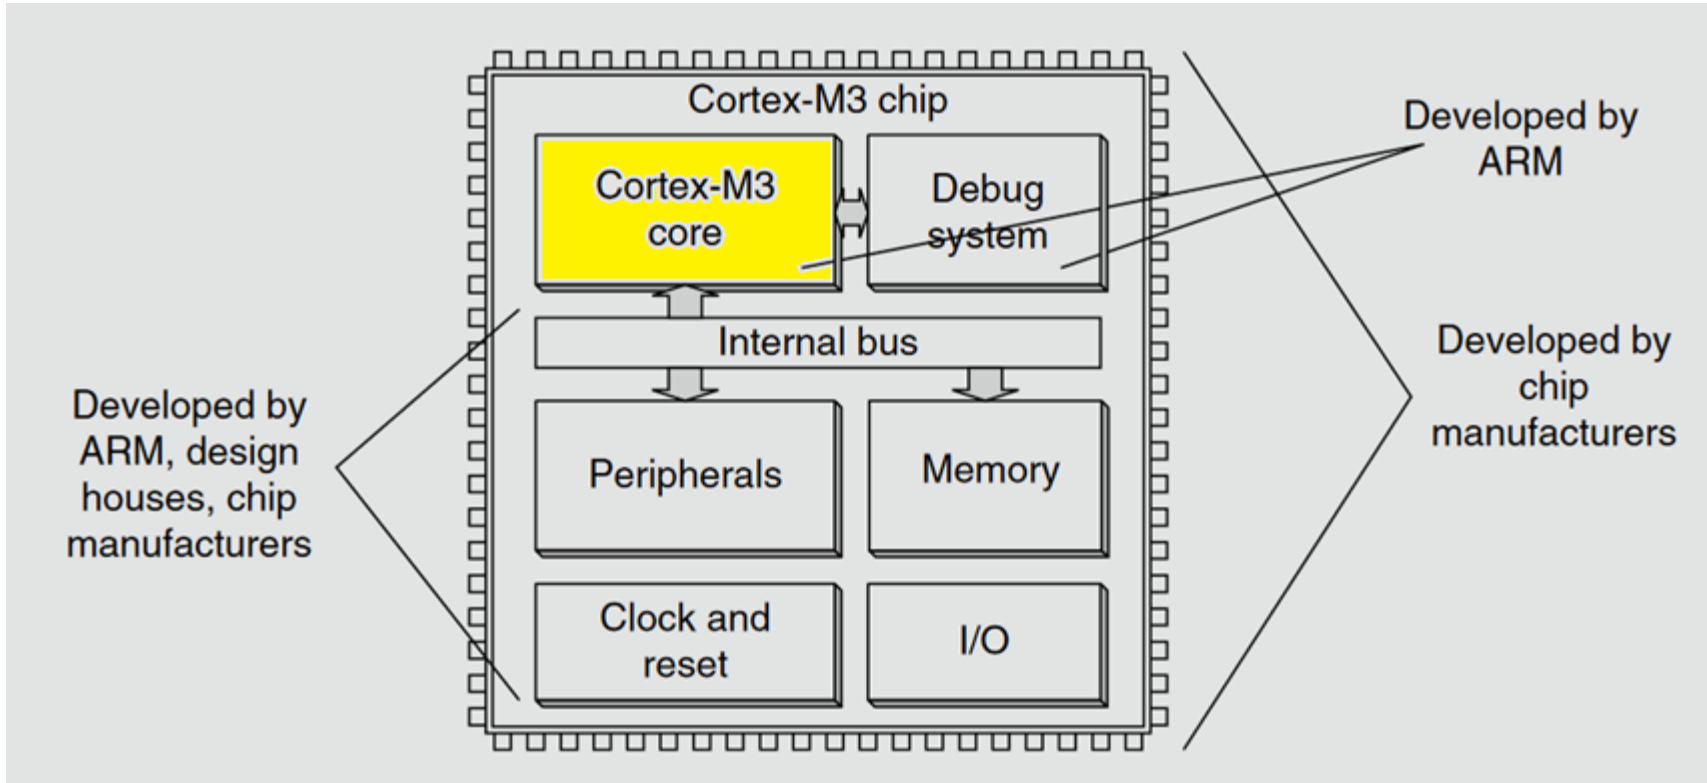 Cortex-M3 chip
Cortex-M3
core
Debug
system
Internal bus
Peripherals
Memory
Clock and
reset
I/O
Developed by
ARM
Developed by
chip
manufacturers
Developed by
ARM, design
houses, chip
manufacturers